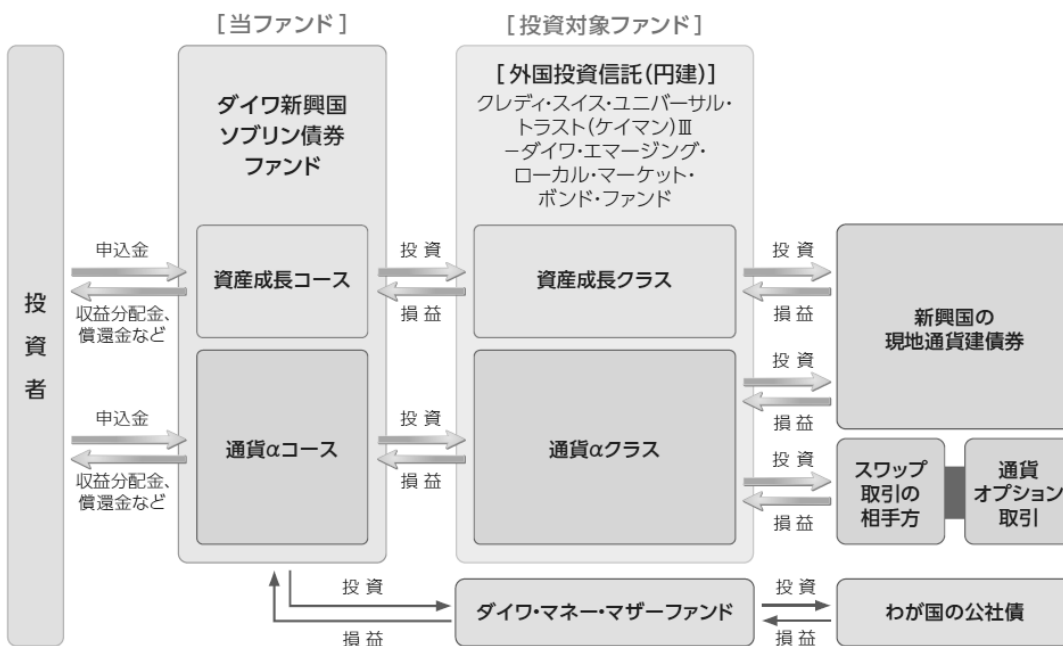 [当ファンド]
[投資対象ファンド]
投資者
ダイワ新興国
ソブリン債券
ファンド
[外国投資信託(円建)]
クレディ・スイス・ユニバーサル・
トラスト(ケイマン)Ⅲ
－ダイワ・エマージング・
ローカル・マーケット・
ボンド・ファンド
申込金
収益分配金、
償還金など
資産成長コース
投資
損益
資産成長クラス
投資
損益
新興国の
現地通貨建債券
申込金
収益分配金、
償還金など
通貨αコース
投資
損益
通貨αクラス
投資
損益
投資
損益
スワップ
取引の
相手方
通貨
オプション
取引
投資
損益
ダイワ・マネー・マザーファンド
投資
損益
わが国の公社債